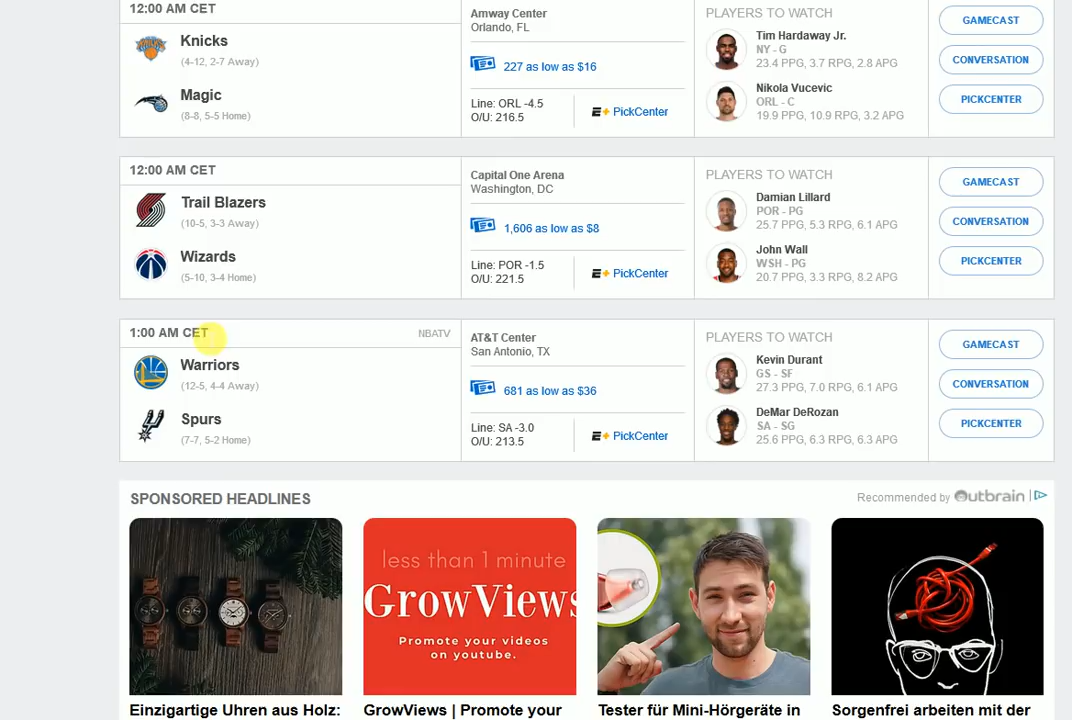 12:00 AM CET
Knicks
(4-12, 2-7 Away)
Magic
(8-8, 5-5 Home)
Amway Center
Orlando, FL
227 as low as $16
Line: ORL -4.5
O/U: 216.5
E+ PickCenter
PLAYERS TO WATCH
Tim Hardaway Jr.
NY - G
23.4 PPG, 3.7 RPG, 2.8 APG
Nikola Vucevic
ORL - C
19.9 PPG, 10.9 RPG, 3.2 APG
GAMECAST
CONVERSATION
PICKCENTER
12:00 AM CET
Trail Blazers
(10-5, 3-3 Away)
Wizards
(5-10, 3-4 Home)
Capital One Arena
Washington, DC
1,606 as low as $8
Line: POR -1.5
O/U: 221.5
E+ PickCenter
PLAYERS TO WATCH
Damian Lillard
POR - PG
25.7 PPG, 5.3 RPG, 6.1 APG
John Wall
WSH - PG
20.7 PPG, 3.3 RPG, 8.2 APG
GAMECAST
CONVERSATION
PICKCENTER
1:00 AM CET
NBATV
Warriors
(12-5, 4-4 Away)
Spurs
(7-7, 5-2 Home)
AT&T Center
San Antonio, TX
681 as low as $36
Line: SA -3.0
O/U: 213.5
E+ PickCenter
PLAYERS TO WATCH
Kevin Durant
GS - SF
27.3 PPG, 7.0 RPG, 6.1 APG
DeMar DeRozan
SA - SG
25.6 PPG, 6.3 RPG, 6.3 APG
GAMECAST
CONVERSATION
PICKCENTER
SPONSORED HEADLINES
Recommended by Outbrain
less than 1 minute
GrowViews
Promote your videos
on youtube.
Einzigartige Uhren aus Holz:
GrowViews | Promote your
Tester für Mini-Hörgeräte in
Sorgenfrei arbeiten mit der